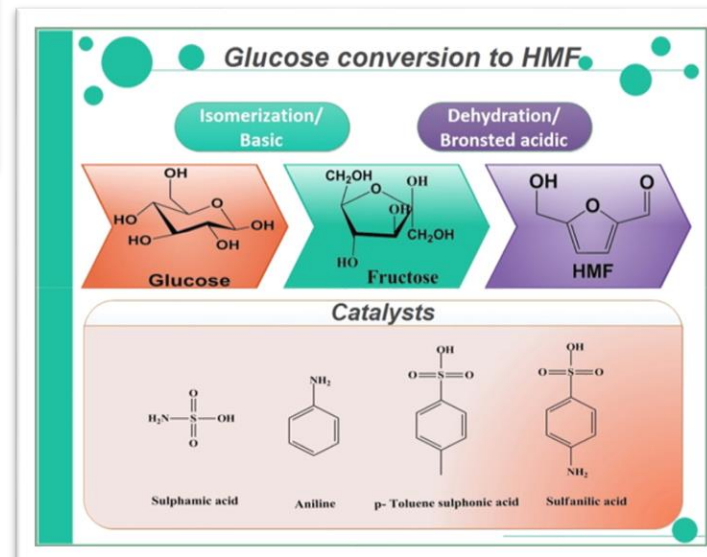 Glucose conversion to HMF
Isomerization/
Basic
Dehydration/
Bronsted acidic
OH
O
HO
HO
OH
OH
Glucose
CH₂OH
O
OH
OH
CH₂OH
HO
Fructose
OH
O
O
HMF
Catalysts
O
H₂N—S—OH
O
Sulphamic acid
NH₂
Aniline
OH
O=S=O
p- Toluene sulphonic acid
OH
O=S=O
NH₂
Sulfanilic acid